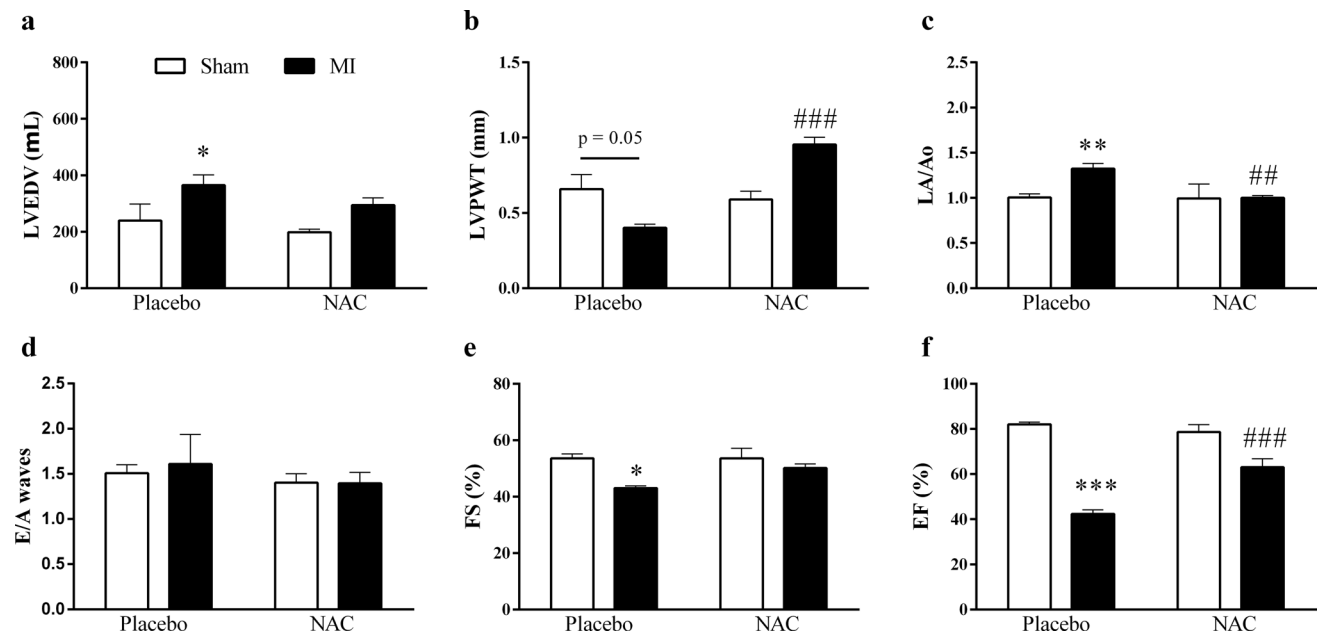 a
LVEDV (mL)
800
600
400
200
0
Sham
MI
*
Placebo
NAC
b
LVPWT (mm)
1.5
1.0
0.5
0.0
p = 0.05
###
Placebo
NAC
c
LA/Ao
2.5
2.0
1.5
1.0
0.5
0.0
**
##
Placebo
NAC
d
E/A waves
2.5
2.0
1.5
1.0
0.5
0.0
Placebo
NAC
e
FS (%)
80
60
40
20
0
*
Placebo
NAC
f
EF (%)
100
80
60
40
20
0
***
###
Placebo
NAC